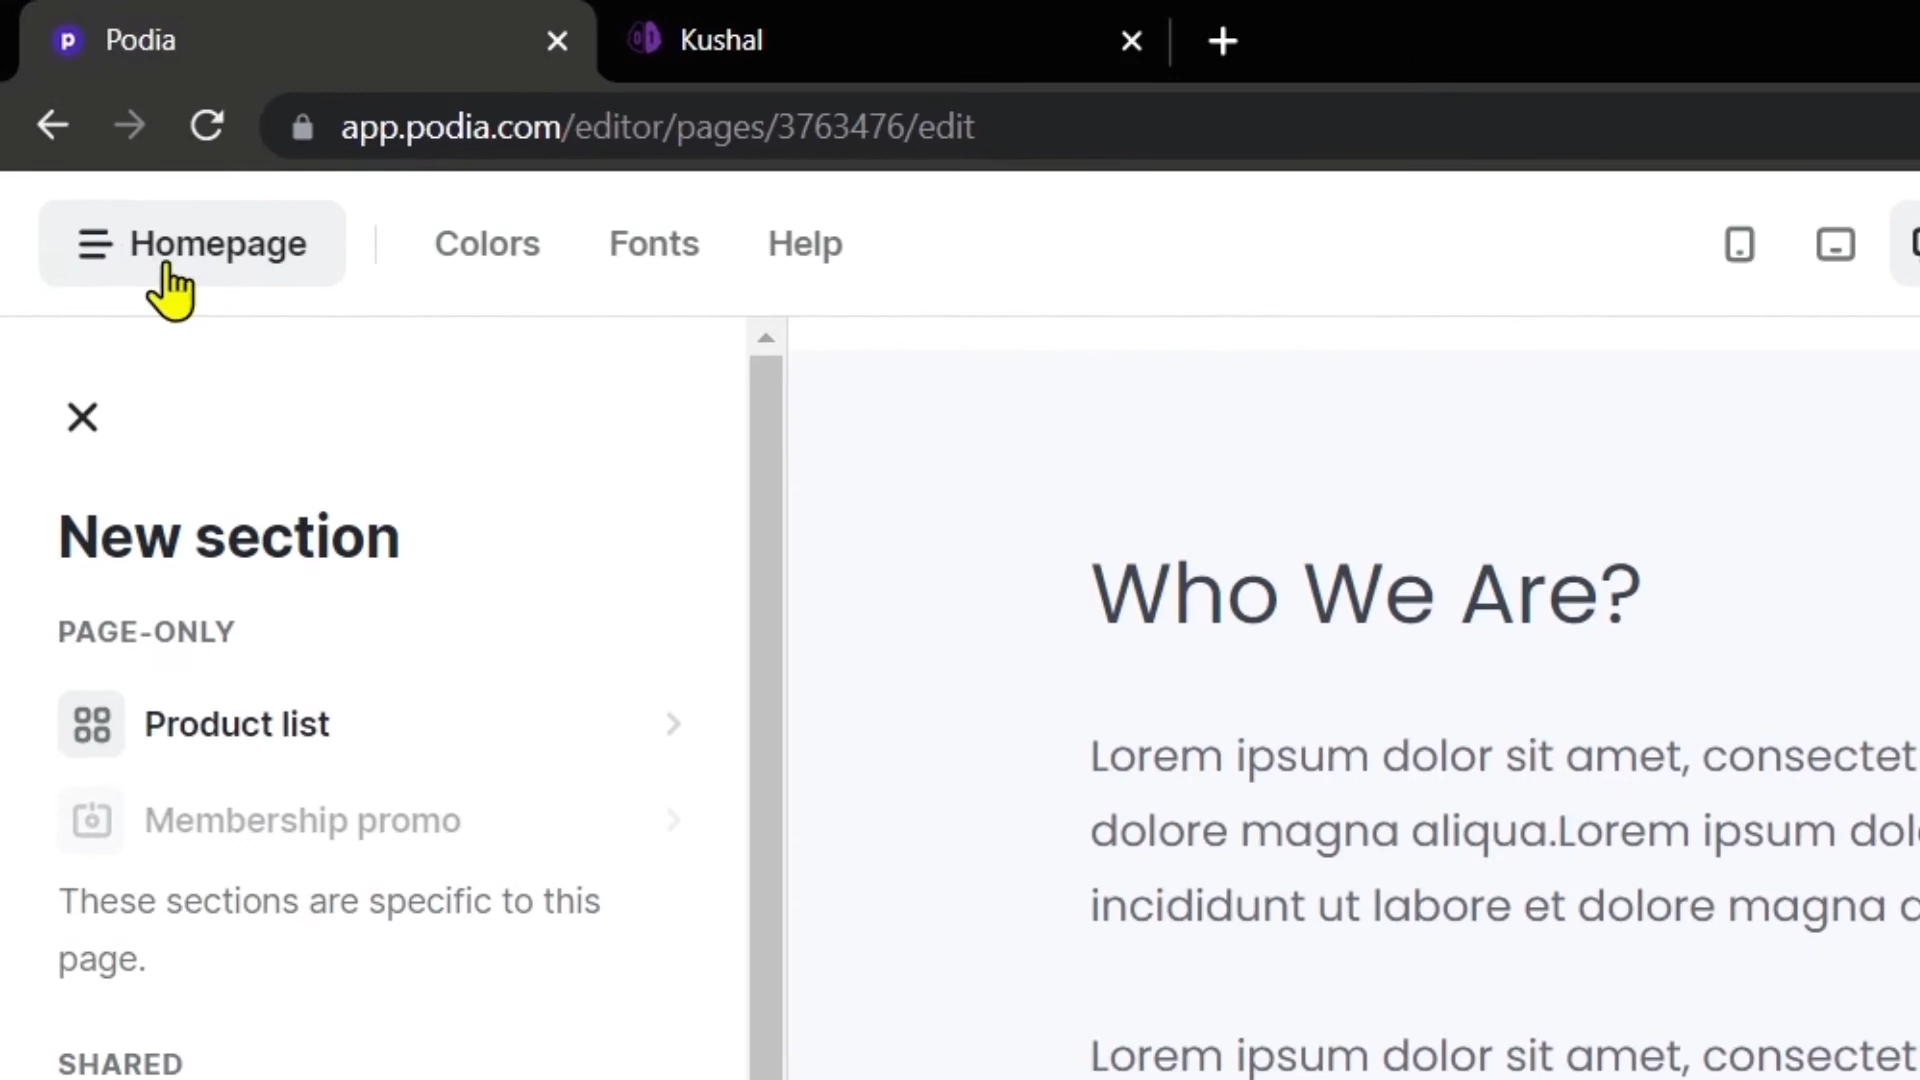 Podia
Kushal
app.podia.com/editor/pages/3763476/edit
Homepage
Colors
Fonts
Help
New section
PAGE-ONLY
Product list
Membership promo
These sections are specific to this
page.
SHARED
Who We Are?
Lorem ipsum dolor sit amet, consectet
dolore magna aliqua.Lorem ipsum dol
incididunt ut labore et dolore magna
Lorem ipsum dolor sit amet, consectet